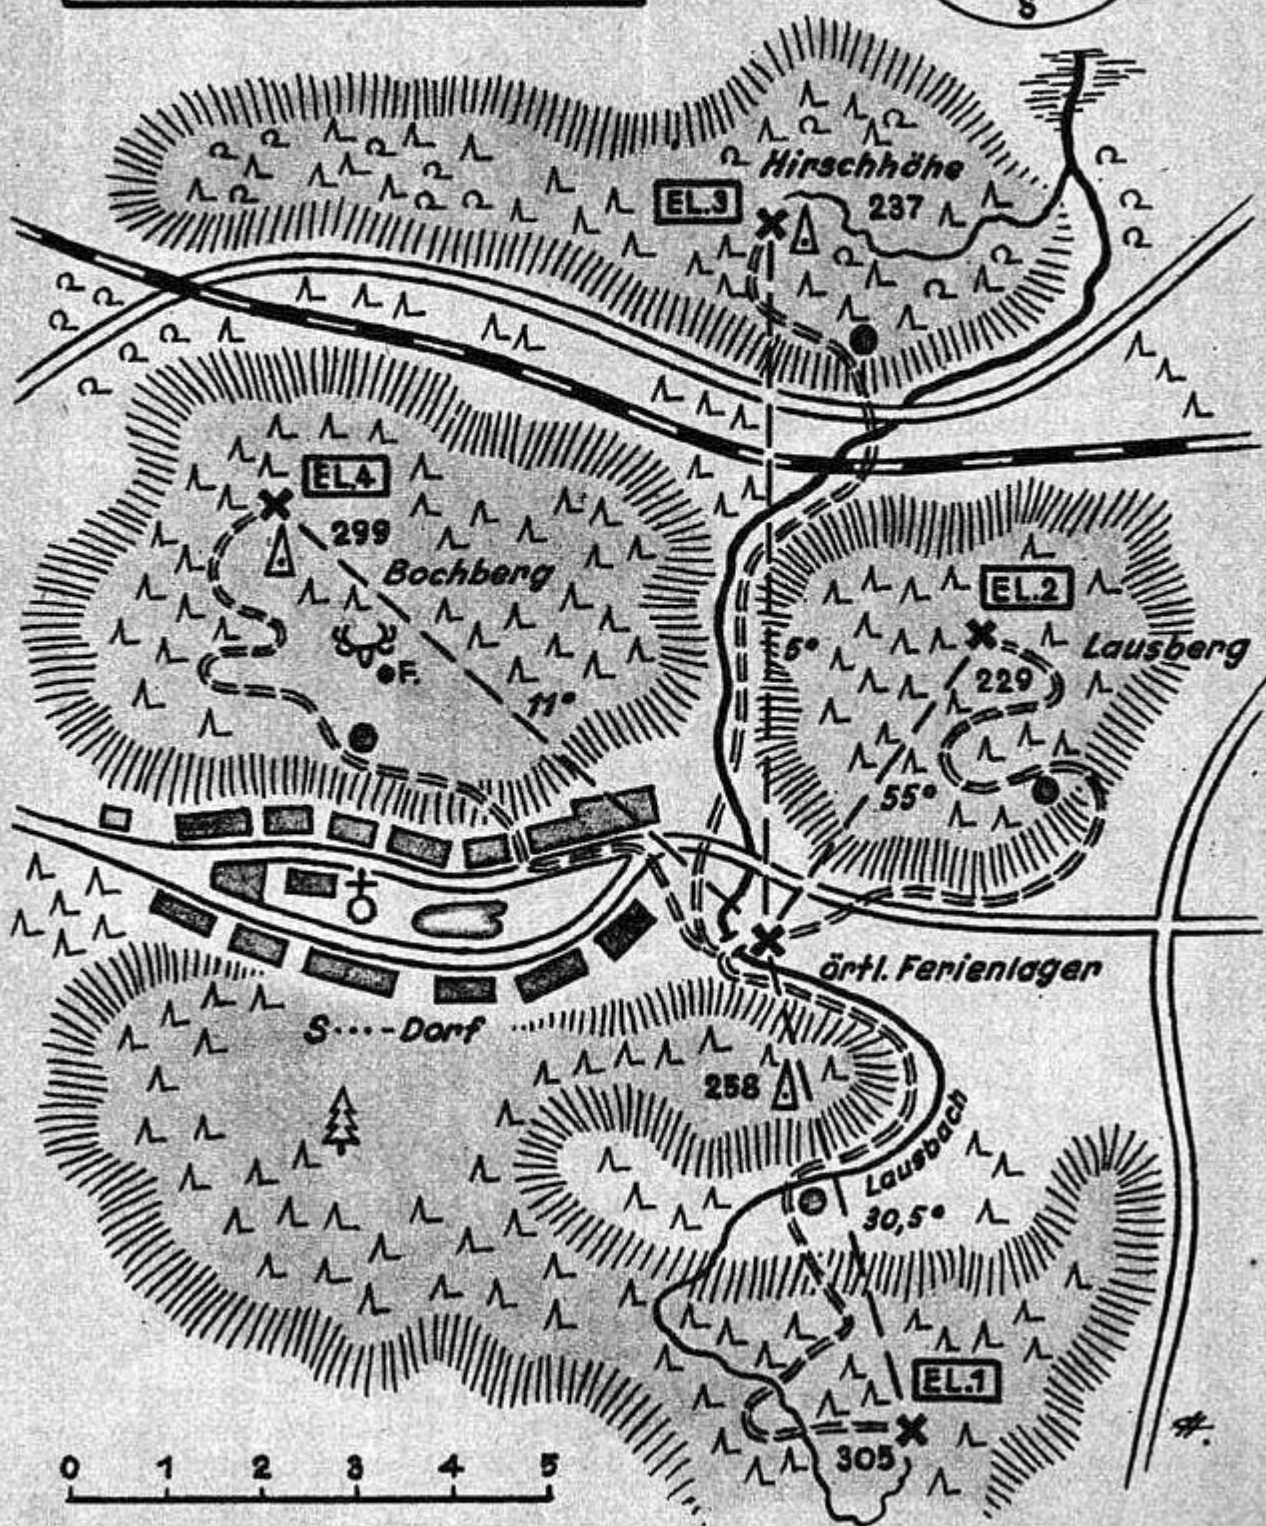 S
Hirschhöhe
EL.3
237
EL.4
299
Bochberg
EL.2
Lausberg
5°
229
F.
11°
55°
örtl. Ferienlager
S....-Dorf
258
Lausbach
30,5°
EL.1
305
0 1 2 3 4 5